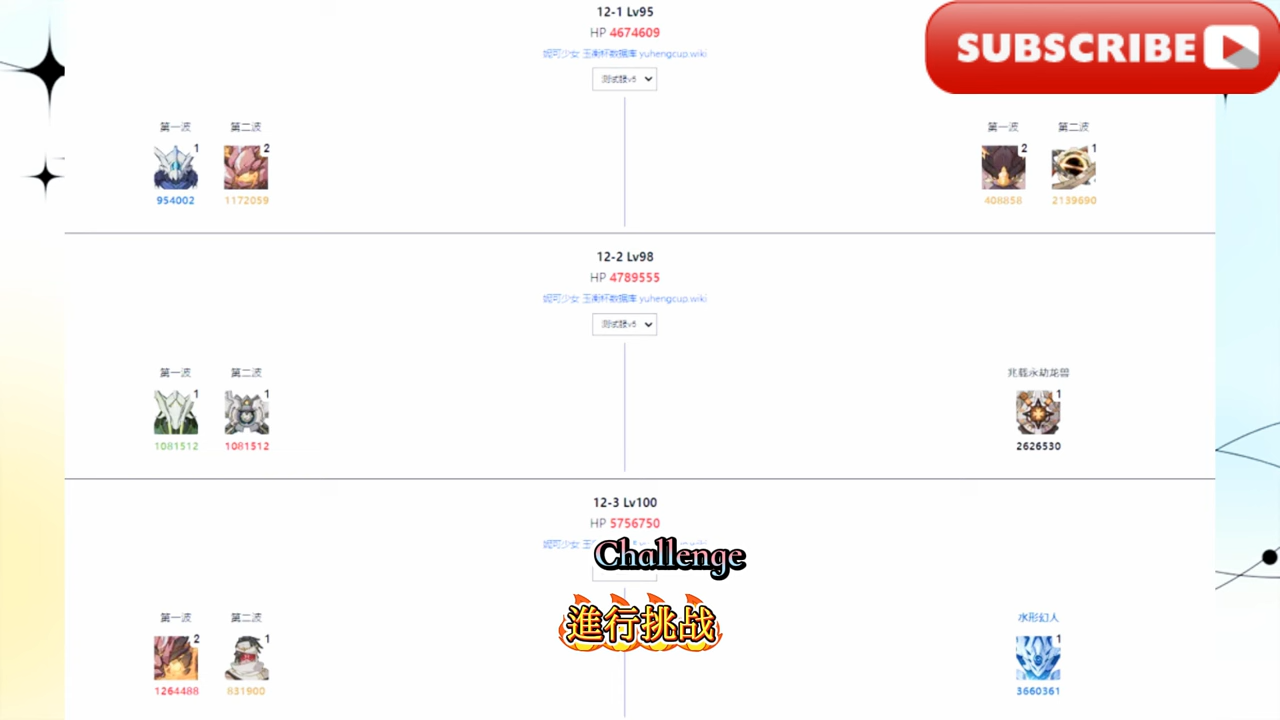 12-1 Lv95
HP 4674609
妮可少女 玉衡杯数据库 yuhengcup.wiki
测试服v5
SUBSCRIBE
第一波 第二波
1 2
954002 1172059
第一波 第二波
2 1
408858 2139690
12-2 Lv98
HP 4789555
妮可少女 玉衡杯数据库 yuhengcup.wiki
测试服v5
第一波 第二波
1 1
1081512 1081512
兆载永劫龙兽
1
2626530
12-3 Lv100
HP 5756750
妮可少女
Challenge
進行挑战
第一波 第二波
2 1
1264488 831900
水形幻人
1
3660361